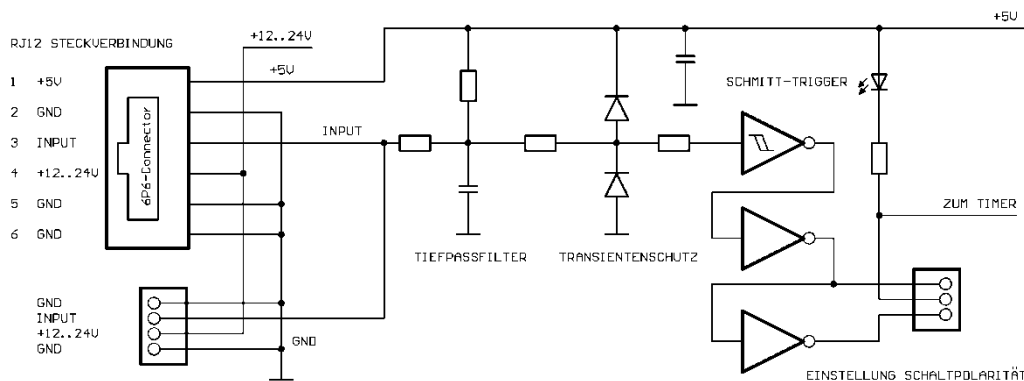 +5V
+12..24V
RJ12 STECKVERBINDUNG
+5V
1 +5V
SCHMITT-TRIGGER
2 GND
INPUT
3 INPUT
6P6-Connector
4 +12..24V
5 GND
ZUM TIMER
6 GND
TIEFPASSFILTER
TRANSIENTENSCHUTZ
GND
INPUT
+12..24V
GND
GND
EINSTELLUNG SCHALTPOLARITÄT